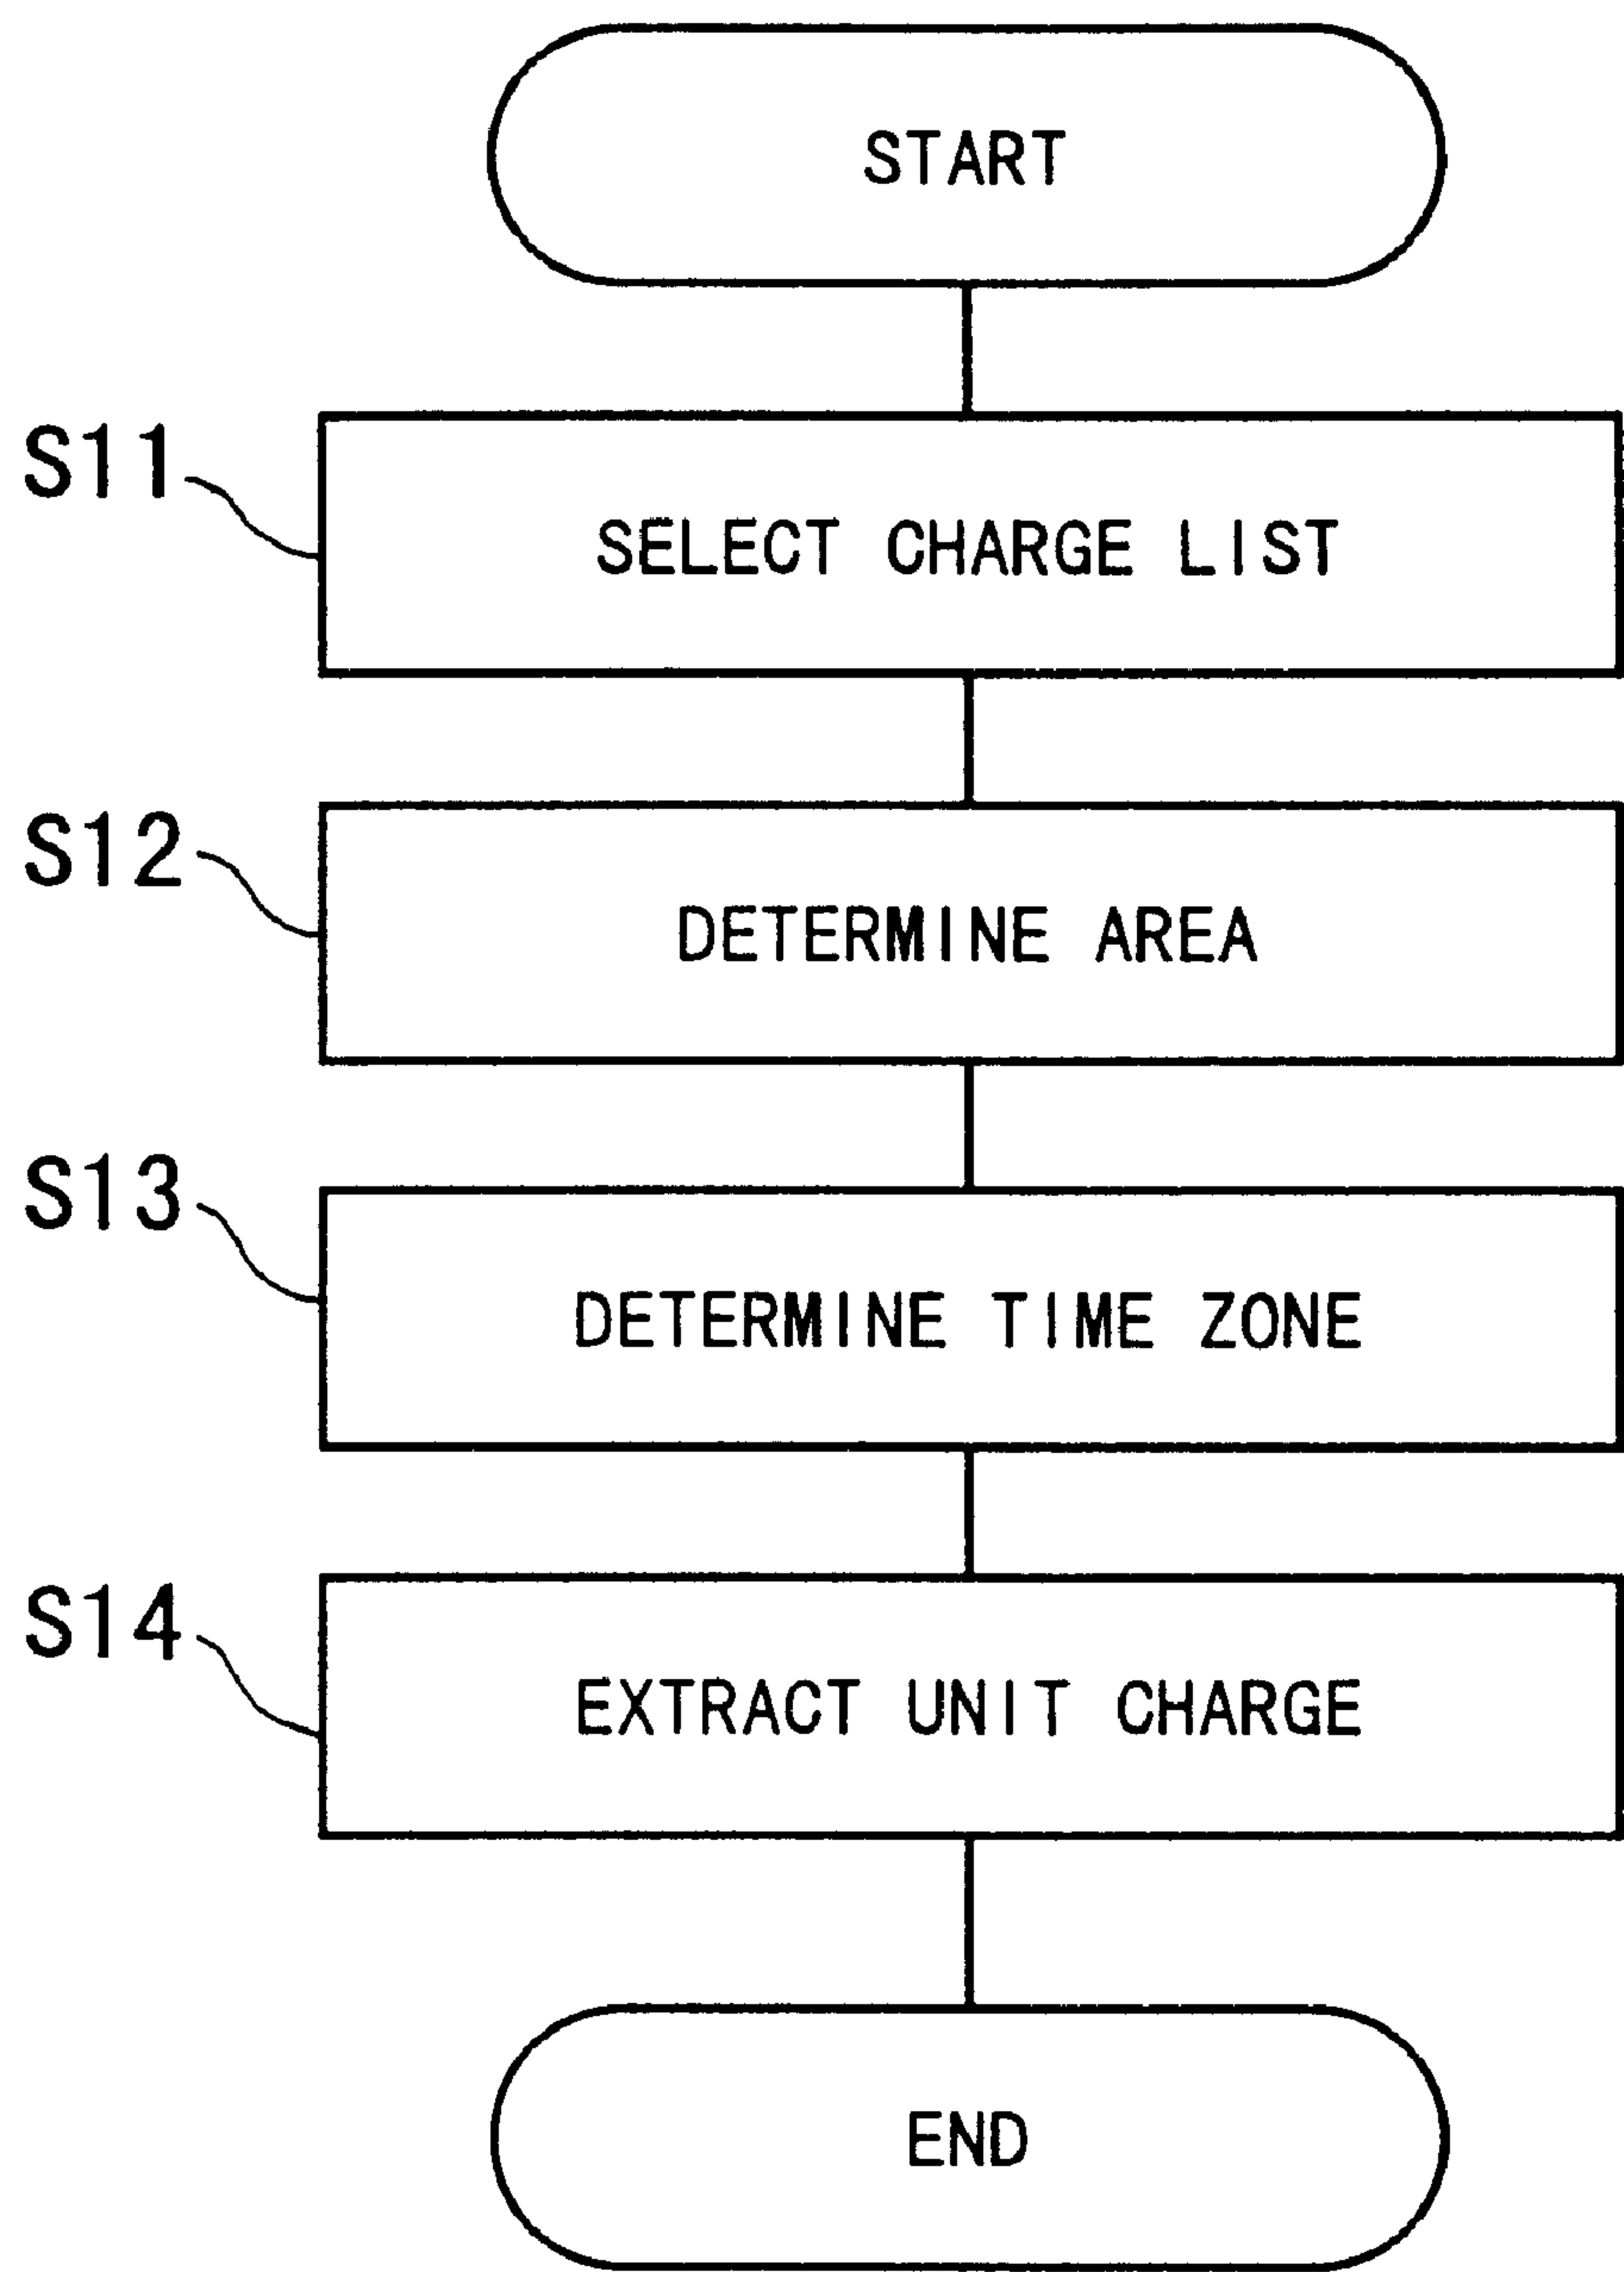 START
S11
SELECT CHARGE LIST
S12
DETERMINE AREA
S13
DETERMINE TIME ZONE
S14
EXTRACT UNIT CHARGE
END